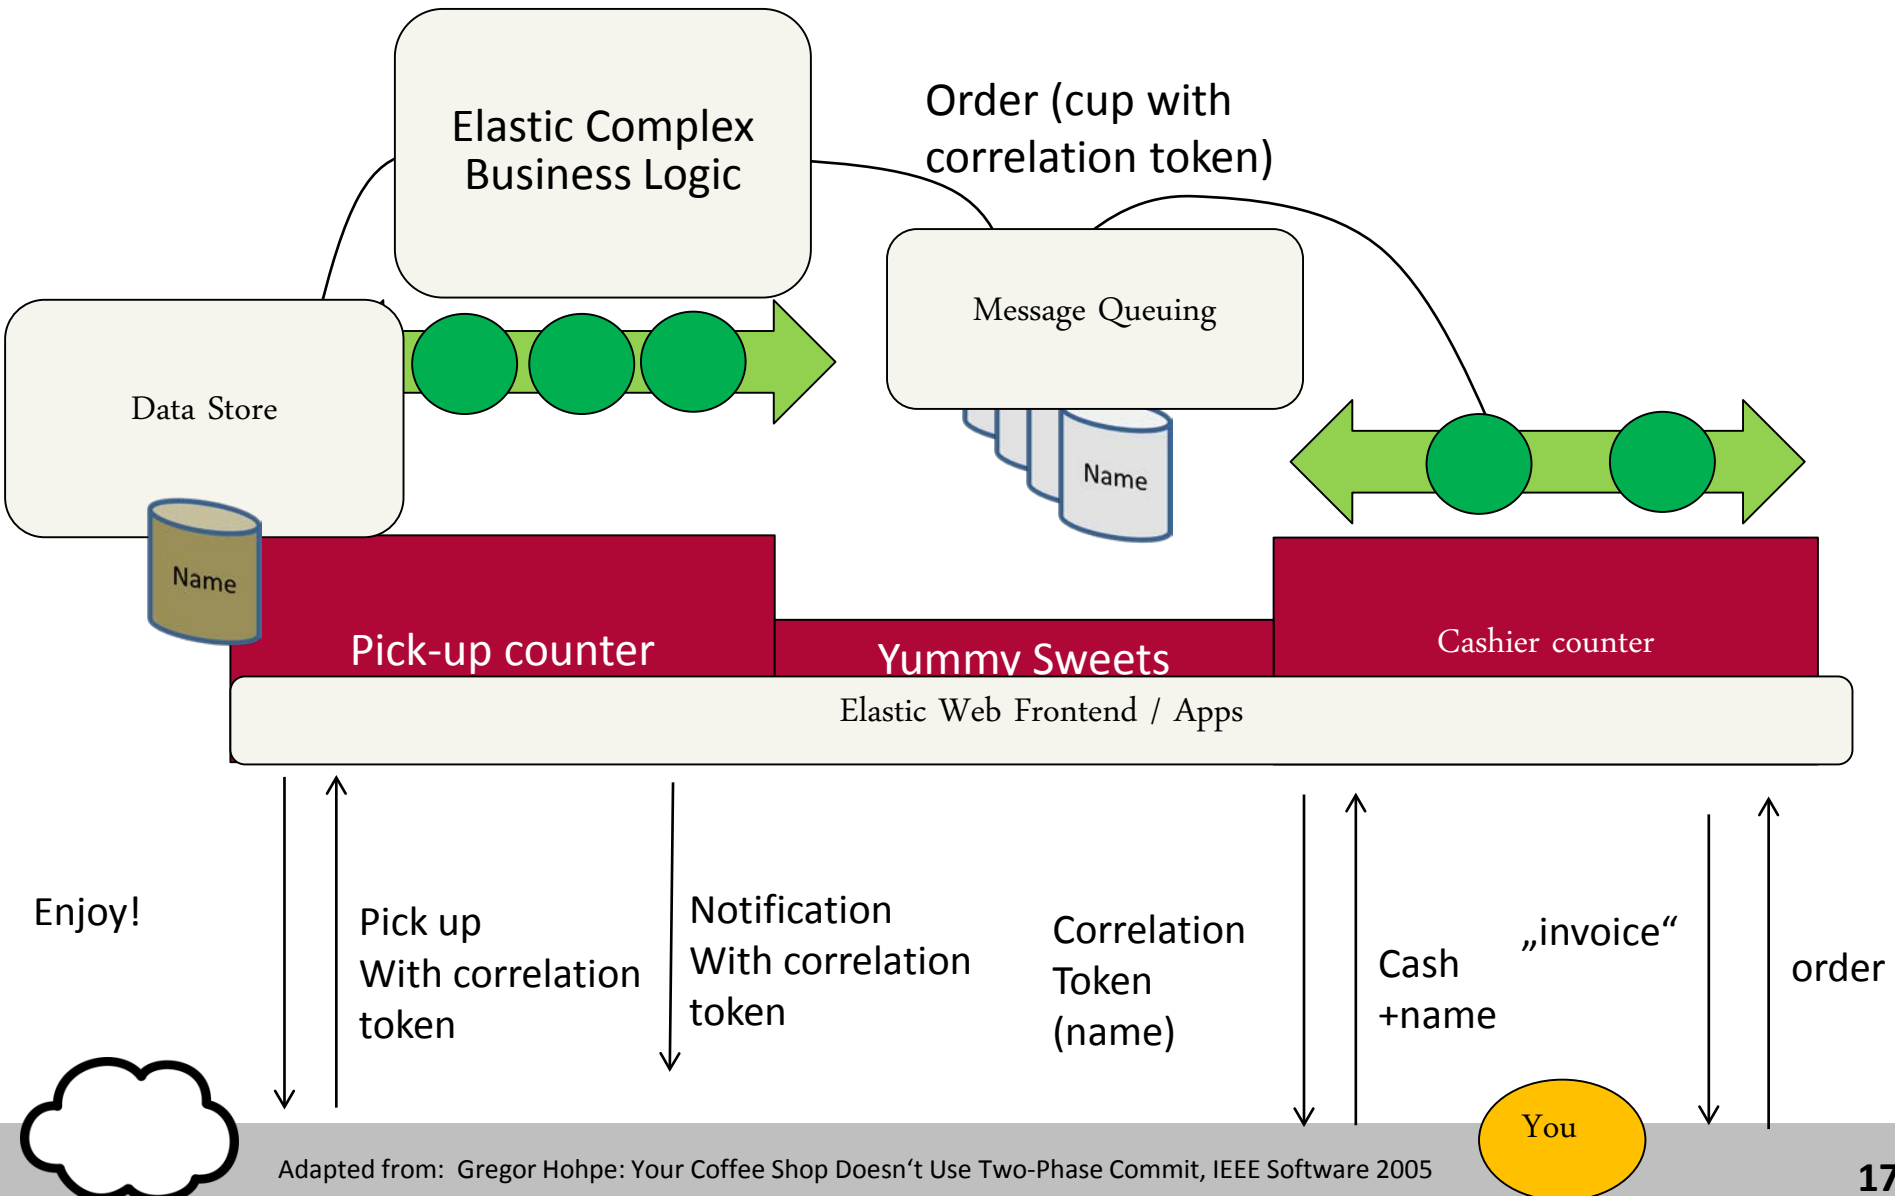 Elastic Complex
Business Logic
Order (cup with
correlation token)
Message Queuing
Data Store
Name
Name
Pick-up counter
Yummy Sweets
Cashier counter
Elastic Web Frontend / Apps
Enjoy!
Pick up
With correlation
token
Notification
With correlation
token
Correlation
Token
(name)
Cash
+name
„invoice“
order
You
Adapted from: Gregor Hohpe: Your Coffee Shop Doesn‘t Use Two-Phase Commit, IEEE Software 2005
17